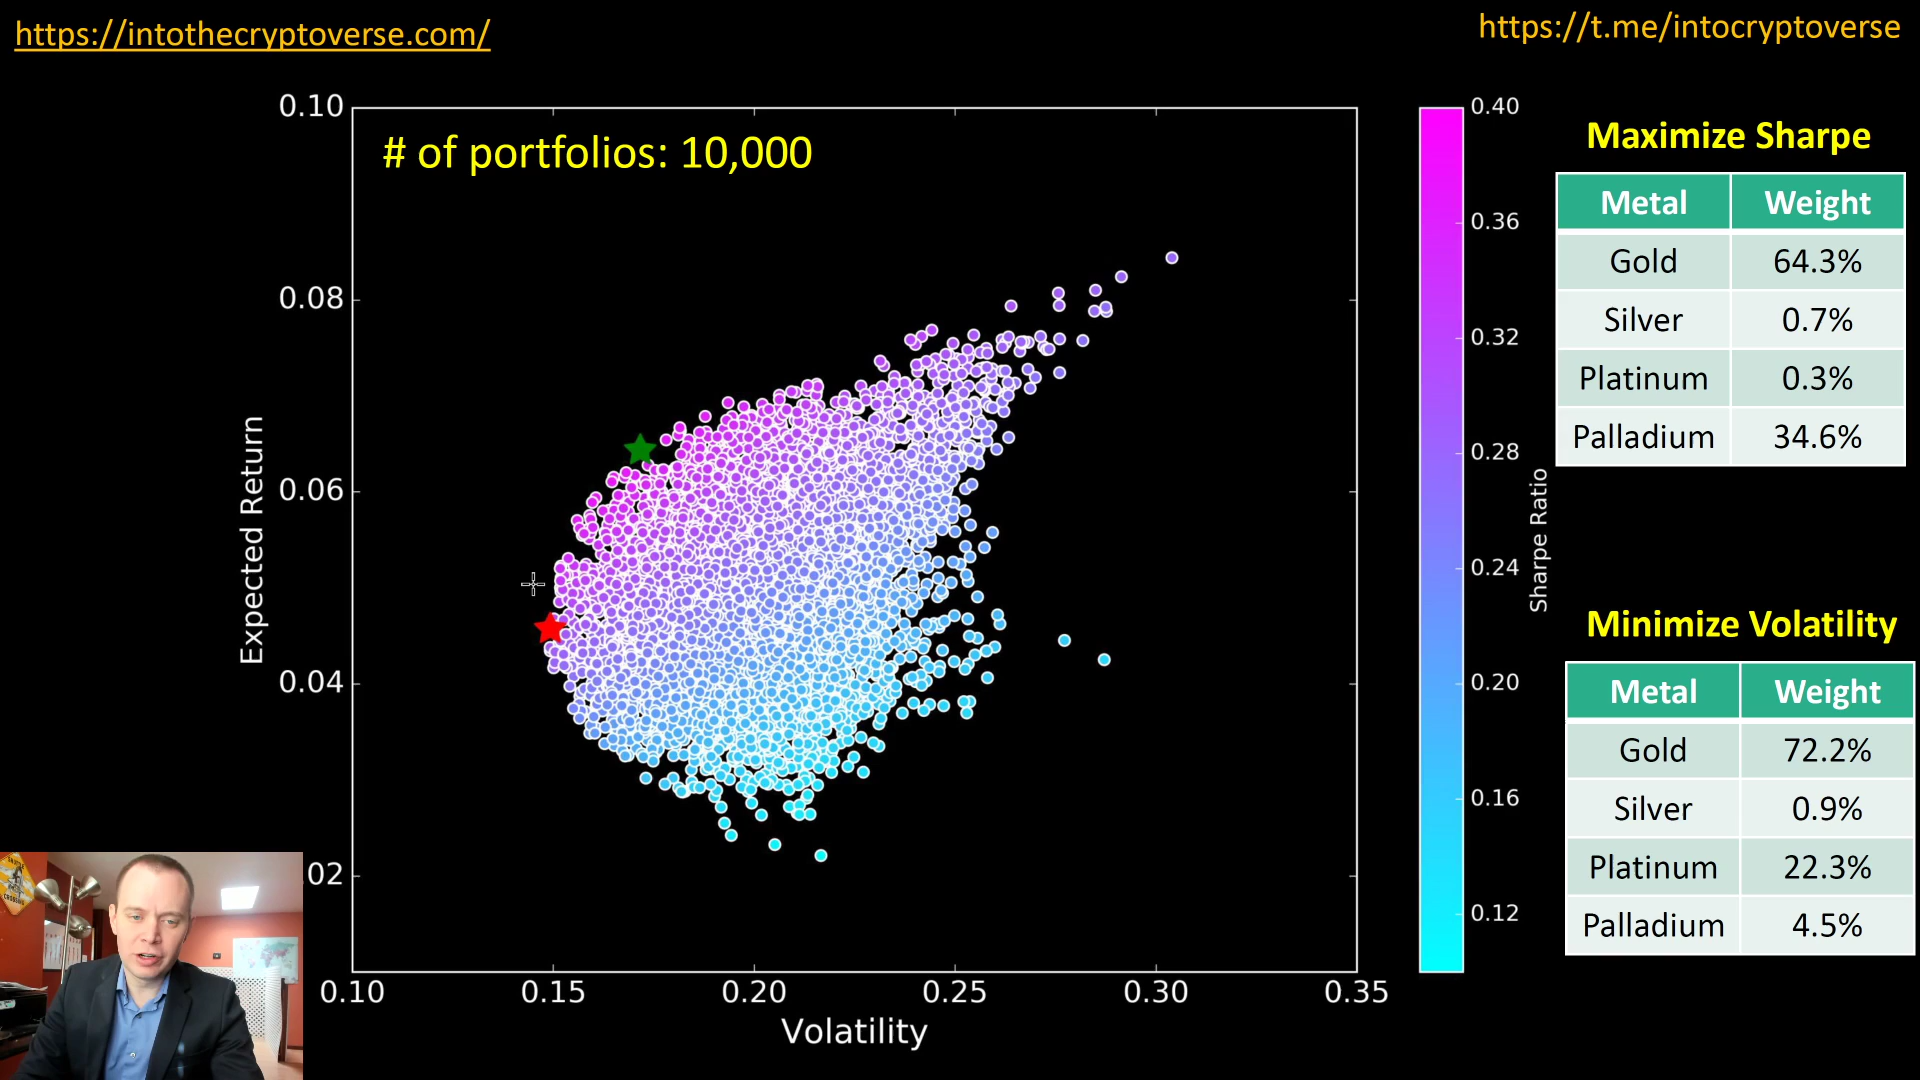 https://intothecryptoverse.com/
https://t.me/intocryptoverse
# of portfolios: 10,000
0.10
0.08
0.06
0.04
02
Expected Return
0.10
0.15
0.20
0.25
0.30
0.35
Volatility
0.40
0.36
0.32
0.28
0.24
0.20
0.16
0.12
Sharpe Ratio
Maximize Sharpe
Metal Weight
Gold 64.3%
Silver 0.7%
Platinum 0.3%
Palladium 34.6%
Minimize Volatility
Metal Weight
Gold 72.2%
Silver 0.9%
Platinum 22.3%
Palladium 4.5%